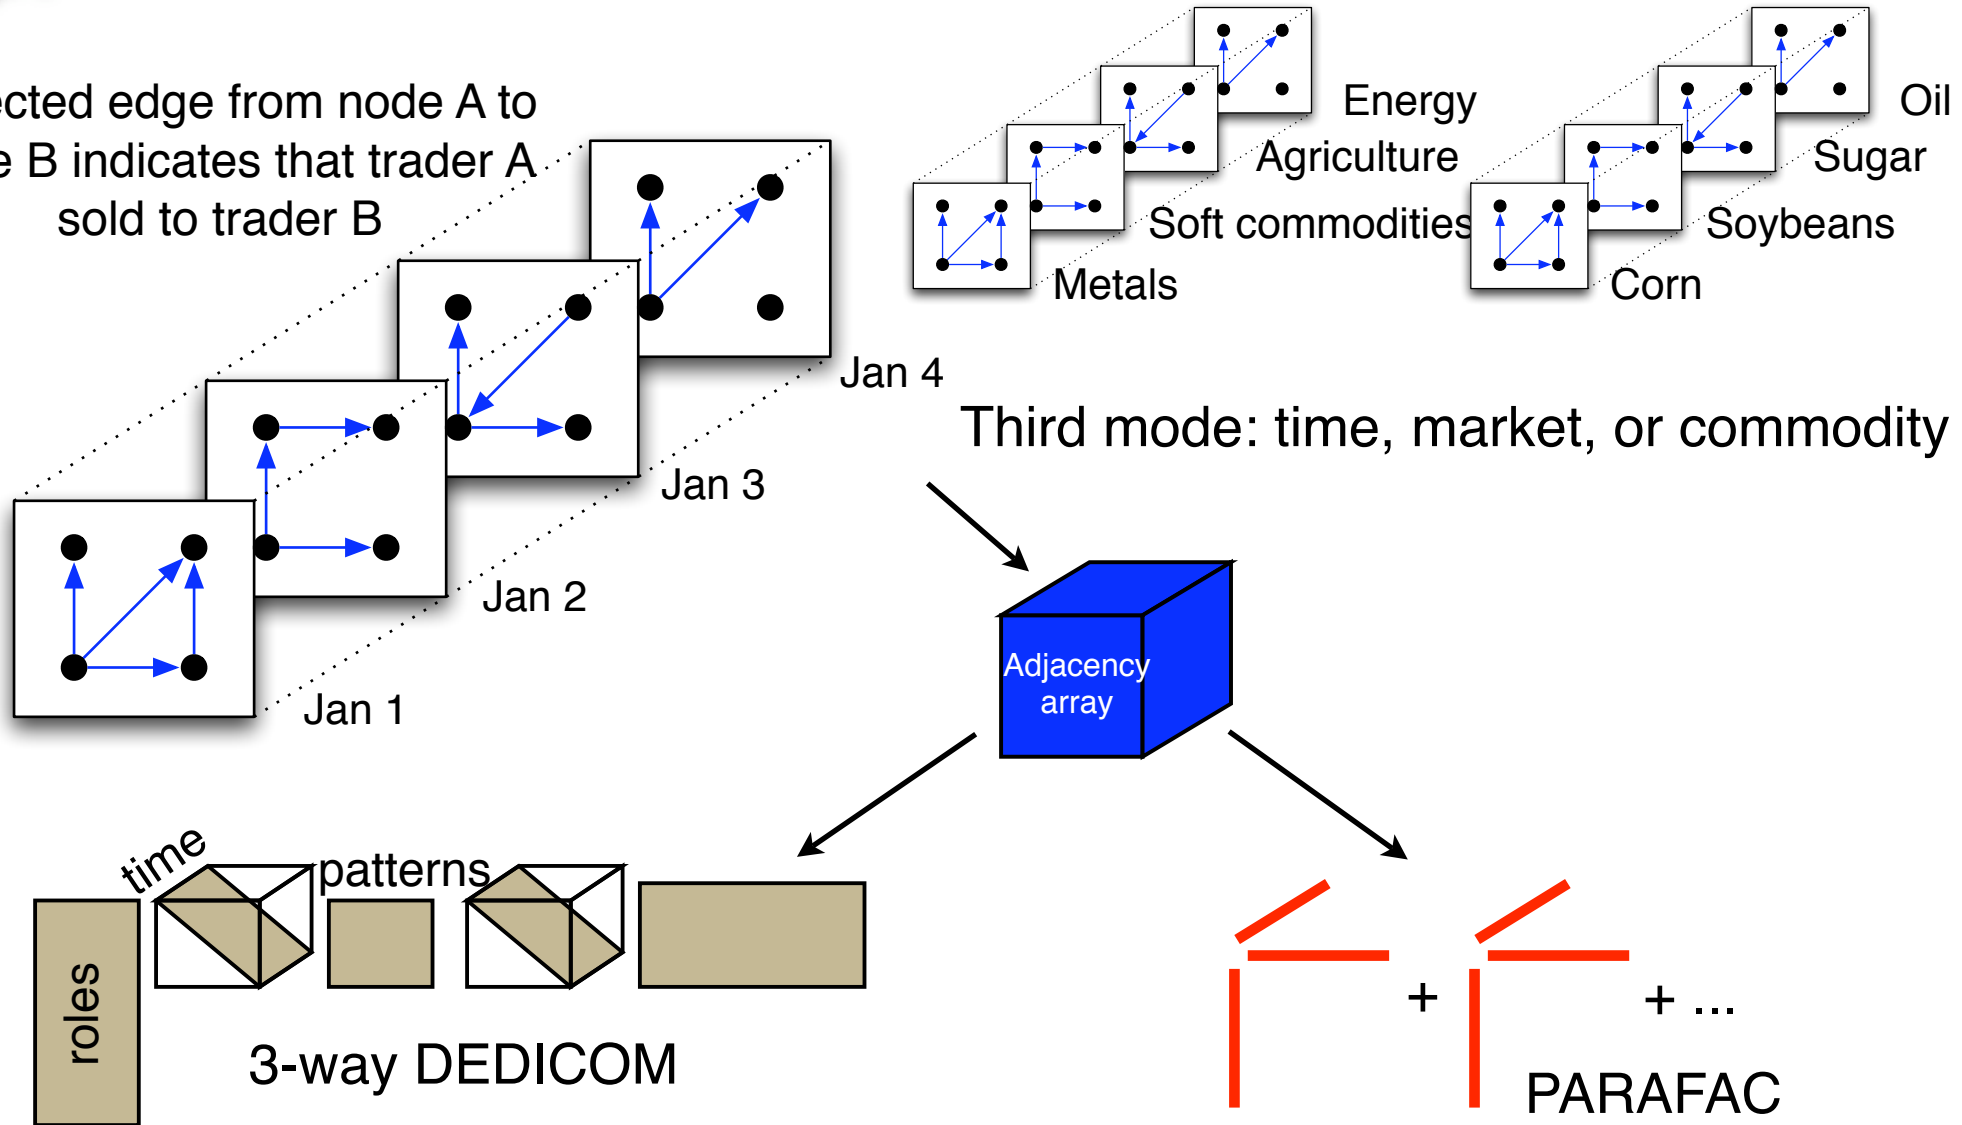 ected edge from node A to
e B indicates that trader A
sold to trader B
Jan 4
Jan 3
Jan 2
Jan 1
Energy
Agriculture
Soft commodities
Metals
Oil
Sugar
Soybeans
Corn
Third mode: time, market, or commodity
Adjacency
array
time
patterns
roles
3-way DEDICOM
+
+ ...
PARAFAC